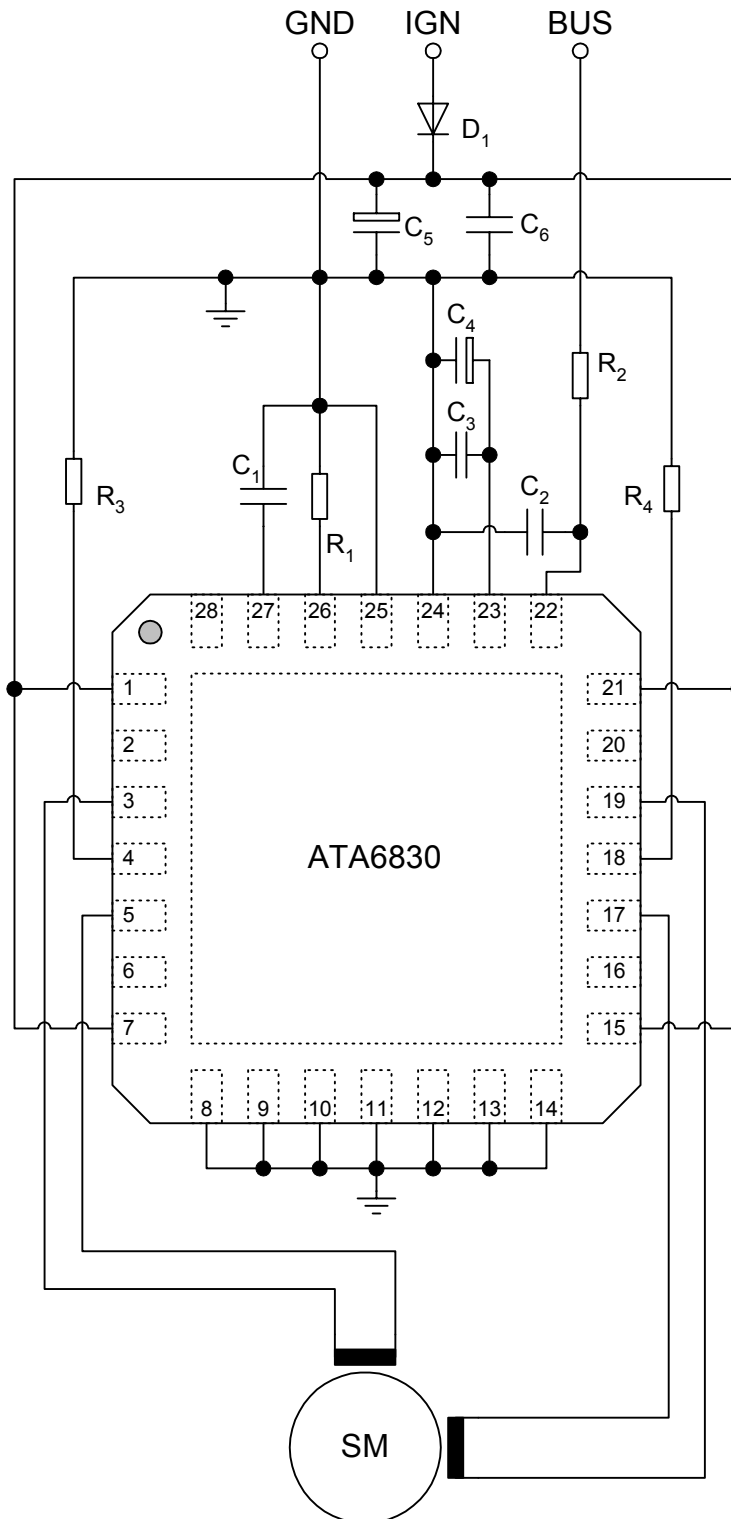 GND IGN BUS
D1
C5 C6
C4
R2
C3
C1 C2
R3 R1 R4
28 27 26 25 24 23 22
1 21
2 20
3 19
4 ATA6830 18
5 17
6 16
7 15
8 9 10 11 12 13 14
SM